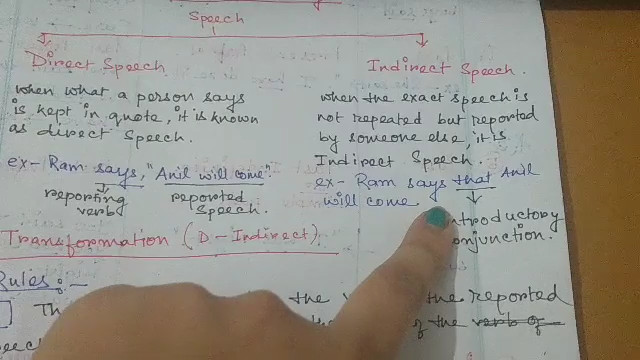 Speech
Direct Speech
when what a person says
is kept in quote, it is known
as direct speech.
ex- Ram says, "Anil will come".
reporting verb
reported Speech.
Indirect Speech.
when the exact speech is
not repeated but reported
by someone else, it is
Indirect Speech.
ex- Ram says that Anil
will come
introductory
conjunction.
Transformation (D - Indirect)
Rules:-
the reported
of the verb of